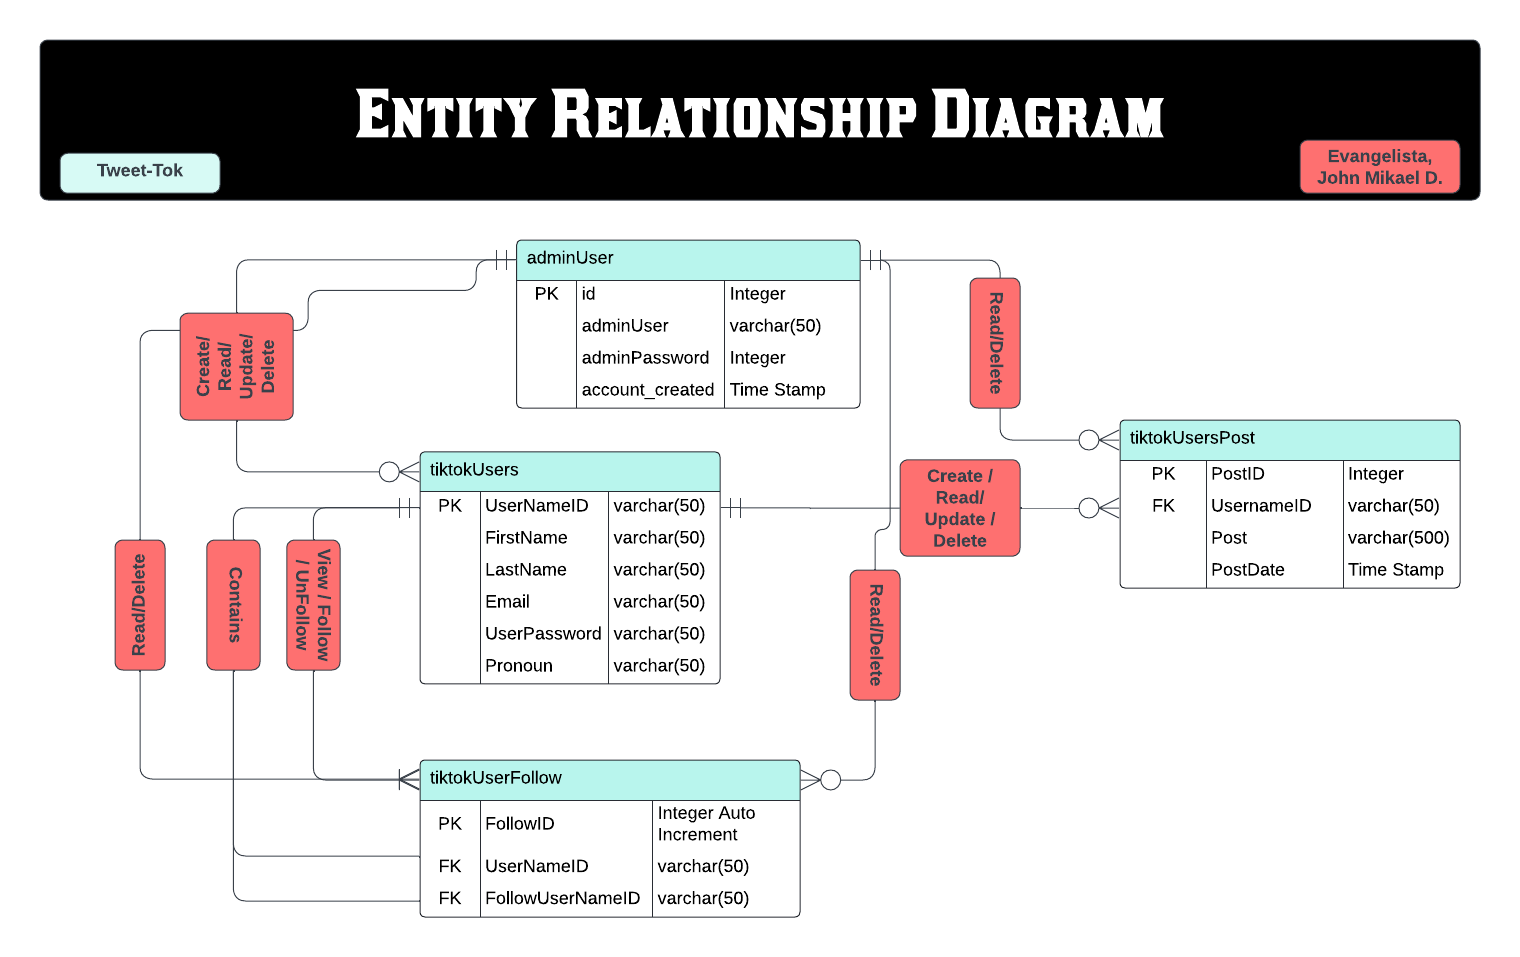 Entity Relationship Diagram
Tweet-Tok
Evangelista,
John Mikael D.
adminUser
PK id Integer
adminUser varchar(50)
adminPassword Integer
account_created Time Stamp
Create/
Read/
Update/
Delete
Read/Delete
tiktokUsers
PK UserNameID varchar(50)
FirstName varchar(50)
LastName varchar(50)
Email varchar(50)
UserPassword varchar(50)
Pronoun varchar(50)
Create /
Read/
Update /
Delete
tiktokUsersPost
PK PostID Integer
FK UsernameID varchar(50)
Post varchar(500)
PostDate Time Stamp
Read/Delete
Contains
View / Follow
/ UnFollow
Read/Delete
tiktokUserFollow
PK FollowID Integer Auto
Increment
FK UserNameID varchar(50)
FK FollowUserNameID varchar(50)